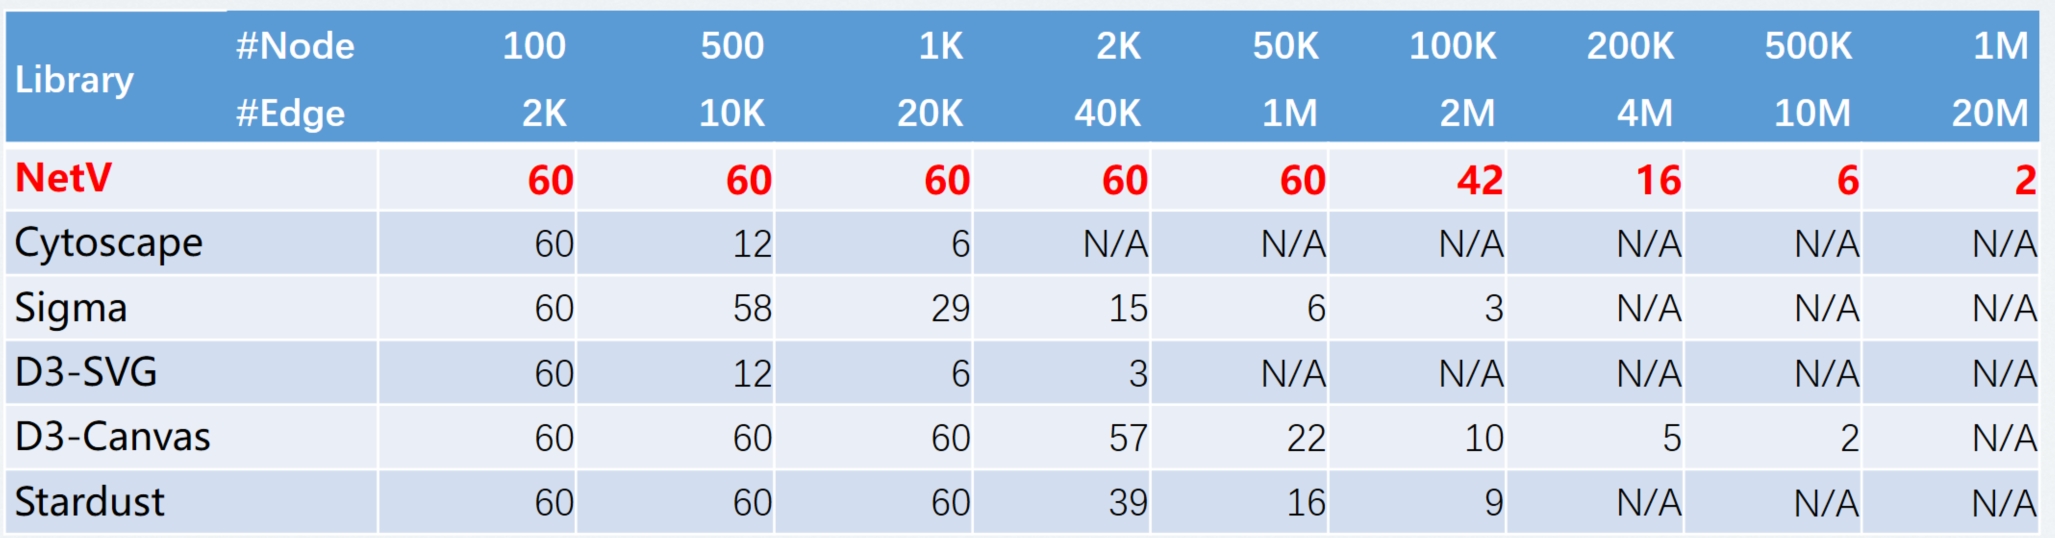 Library #Node 100 500 1K 2K 50K 100K 200K 500K 1M
#Edge 2K 10K 20K 40K 1M 2M 4M 10M 20M
NetV 60 60 60 60 60 42 16 6 2
Cytoscape 60 12 6 N/A N/A N/A N/A N/A N/A
Sigma 60 58 29 15 6 3 N/A N/A N/A
D3-SVG 60 12 6 3 N/A N/A N/A N/A N/A
D3-Canvas 60 60 60 57 22 10 5 2 N/A
Stardust 60 60 60 39 16 9 N/A N/A N/A